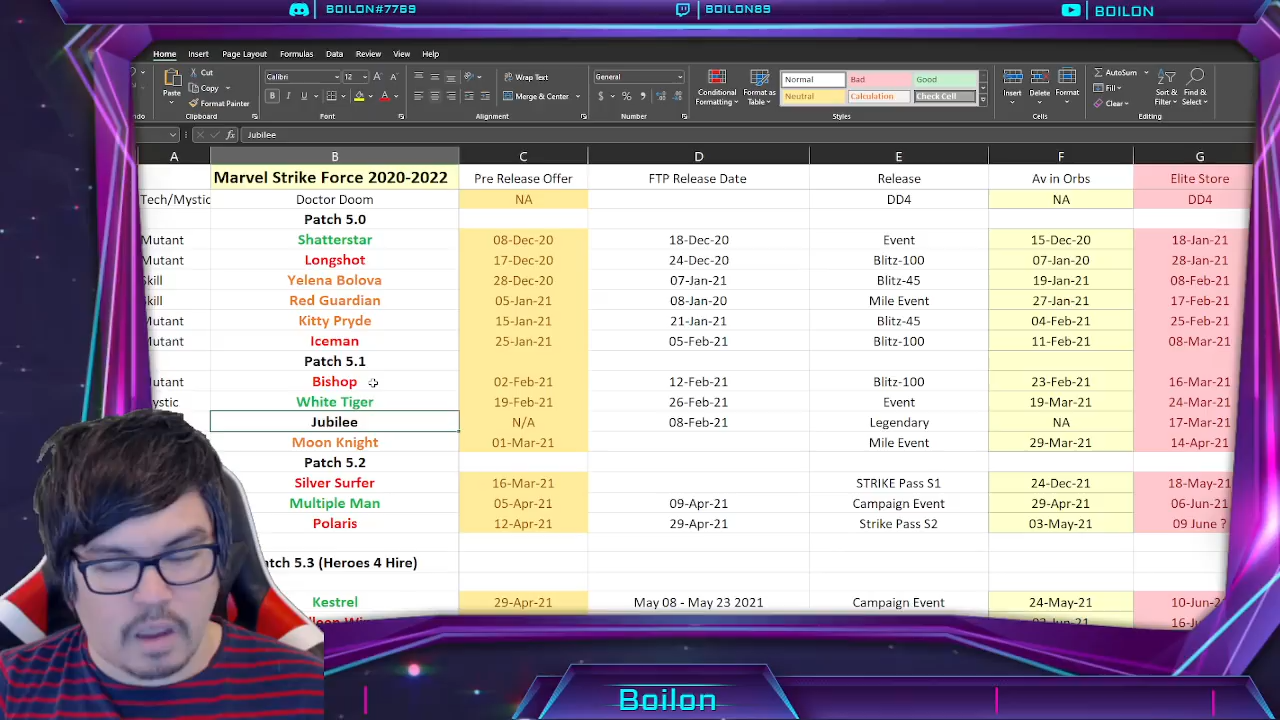 BOILON#7769 BOILON89 BOILON
Home Insert Page Layout Formulas Data Review View Help
Cut
Copy
Format Painter
Paste
Calibri 12
B I U
Wrap Text
Merge & Center
General
Conditional Formatting
Format as Table
Normal Bad Good
Neutral Calculation Check Cell
Insert Delete Format
AutoSum
Fill
Clear
Sort & Filter
Find & Select
Clipboard Font Alignment Number Styles Cells Editing
fx Jubilee
A B C D E F G
Marvel Strike Force 2020-2022 Pre Release Offer FTP Release Date Release Av in Orbs Elite Store
Tech/Mystic Doctor Doom NA DD4 NA DD4
Patch 5.0
Mutant Shatterstar 08-Dec-20 18-Dec-20 Event 15-Dec-20 18-Jan-21
Mutant Longshot 17-Dec-20 24-Dec-20 Blitz-100 07-Jan-20 28-Jan-21
Skill Yelena Bolova 28-Dec-20 07-Jan-21 Blitz-45 19-Jan-21 08-Feb-21
Skill Red Guardian 05-Jan-21 08-Jan-20 Mile Event 27-Jan-21 17-Feb-21
Mutant Kitty Pryde 15-Jan-21 21-Jan-21 Blitz-45 04-Feb-21 25-Feb-21
Mutant Iceman 25-Jan-21 05-Feb-21 Blitz-100 11-Feb-21 08-Mar-21
Patch 5.1
Mutant Bishop 02-Feb-21 12-Feb-21 Blitz-100 23-Feb-21 16-Mar-21
White Tiger 19-Feb-21 26-Feb-21 Event 19-Mar-21 24-Mar-21
Jubilee N/A 08-Feb-21 Legendary NA 17-Mar-21
Moon Knight 01-Mar-21 Mile Event 29-Mar-21 14-Apr-21
Patch 5.2
Silver Surfer 16-Mar-21 STRIKE Pass S1 24-Dec-21 18-May-21
Multiple Man 05-Apr-21 09-Apr-21 Campaign Event 29-Apr-21 06-Jun-21
Polaris 12-Apr-21 29-Apr-21 Strike Pass S2 03-May-21 09 June ?
atch 5.3 (Heroes 4 Hire)
Kestrel 29-Apr-21 May 08 - May 23 2021 Campaign Event 24-May-21 10-Jun-2
Boilon